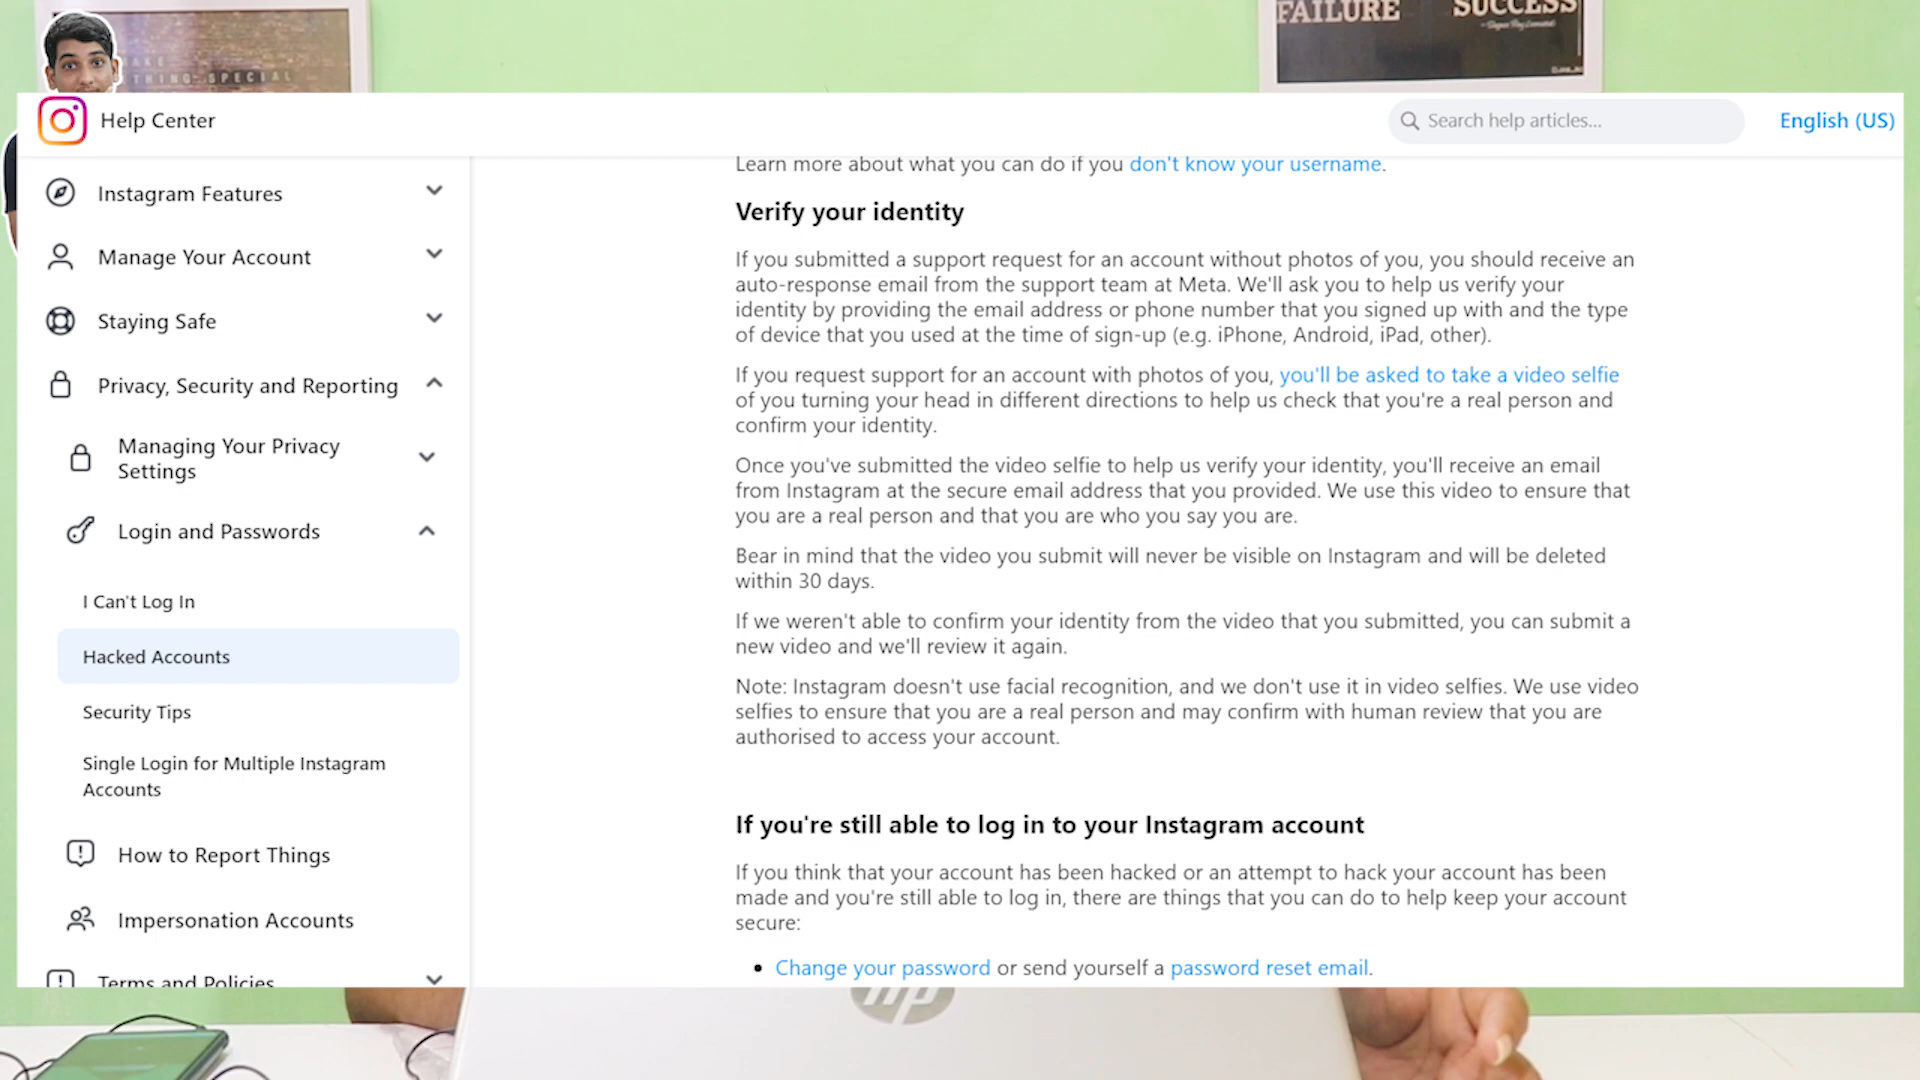 FAILURE
SUCCESS
THING SPECIAL
Help Center
Search help articles...
English (US)
Instagram Features
Manage Your Account
Staying Safe
Privacy, Security and Reporting
Managing Your Privacy
Settings
Login and Passwords
I Can't Log In
Hacked Accounts
Security Tips
Single Login for Multiple Instagram
Accounts
How to Report Things
Impersonation Accounts
Terms and Policies
Learn more about what you can do if you don't know your username.
Verify your identity
If you submitted a support request for an account without photos of you, you should receive an
auto-response email from the support team at Meta. We'll ask you to help us verify your
identity by providing the email address or phone number that you signed up with and the type
of device that you used at the time of sign-up (e.g. iPhone, Android, iPad, other).
If you request support for an account with photos of you, you'll be asked to take a video selfie
of you turning your head in different directions to help us check that you're a real person and
confirm your identity.
Once you've submitted the video selfie to help us verify your identity, you'll receive an email
from Instagram at the secure email address that you provided. We use this video to ensure that
you are a real person and that you are who you say you are.
Bear in mind that the video you submit will never be visible on Instagram and will be deleted
within 30 days.
If we weren't able to confirm your identity from the video that you submitted, you can submit a
new video and we'll review it again.
Note: Instagram doesn't use facial recognition, and we don't use it in video selfies. We use video
selfies to ensure that you are a real person and may confirm with human review that you are
authorised to access your account.
If you're still able to log in to your Instagram account
If you think that your account has been hacked or an attempt to hack your account has been
made and you're still able to log in, there are things that you can do to help keep your account
secure:
• Change your password or send yourself a password reset email.
hp